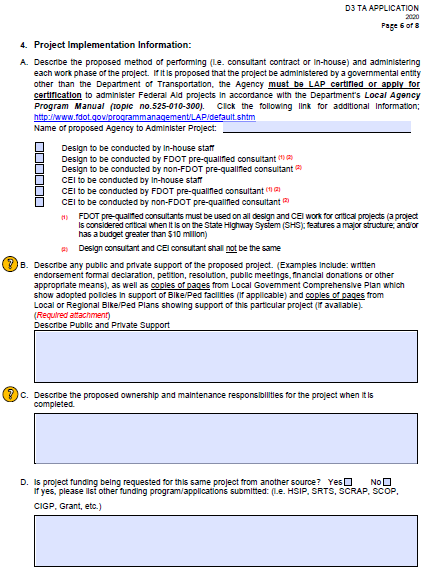 D3 TA APPLICATION
2020
Page 6 of 8
4. Project Implementation Information:
A. Describe the proposed method of performing (i.e. consultant contract or in-house) and administering
each work phase of the project. If it is proposed that the project be administered by a governmental entity
other than the Department of Transportation, the Agency must be LAP certified or apply for
certification to administer Federal Aid projects in accordance with the Department's Local Agency
Program Manual (topic no.525-010-300). Click the following link for additional information;
http://www.fdot.gov/programmanagement/LAP/default.shtm
Name of proposed Agency to Administer Project:
Design to be conducted by in-house staff
Design to be conducted by FDOT pre-qualified consultant (1) (2)
Design to be conducted by non-FDOT pre-qualified consultant (2)
CEI to be conducted by in-house staff
CEI to be conducted by FDOT pre-qualified consultant (1) (2)
CEI to be conducted by non-FDOT pre-qualified consultant (2)
(1) FDOT pre-qualified consultants must be used on all design and CEI work for critical projects (a project
is considered critical when it is on the State Highway System (SHS); features a major structure; and/or
has a budget greater than $10 million)
(2) Design consultant and CEI consultant shall not be the same
? B. Describe any public and private support of the proposed project. (Examples include: written
endorsement formal declaration, petition, resolution, public meetings, financial donations or other
appropriate means), as well as copies of pages from Local Government Comprehensive Plan which
show adopted policies in support of Bike/Ped facilities (if applicable) and copies of pages from
Local or Regional Bike/Ped Plans showing support of this particular project (if available).
(Required attachment)
Describe Public and Private Support
? C. Describe the proposed ownership and maintenance responsibilities for the project when it is
completed.
D. Is project funding being requested for this same project from another source? Yes No
If yes, please list other funding program/applications submitted: (i.e. HSIP, SRTS, SCRAP, SCOP,
CIGP, Grant, etc.)